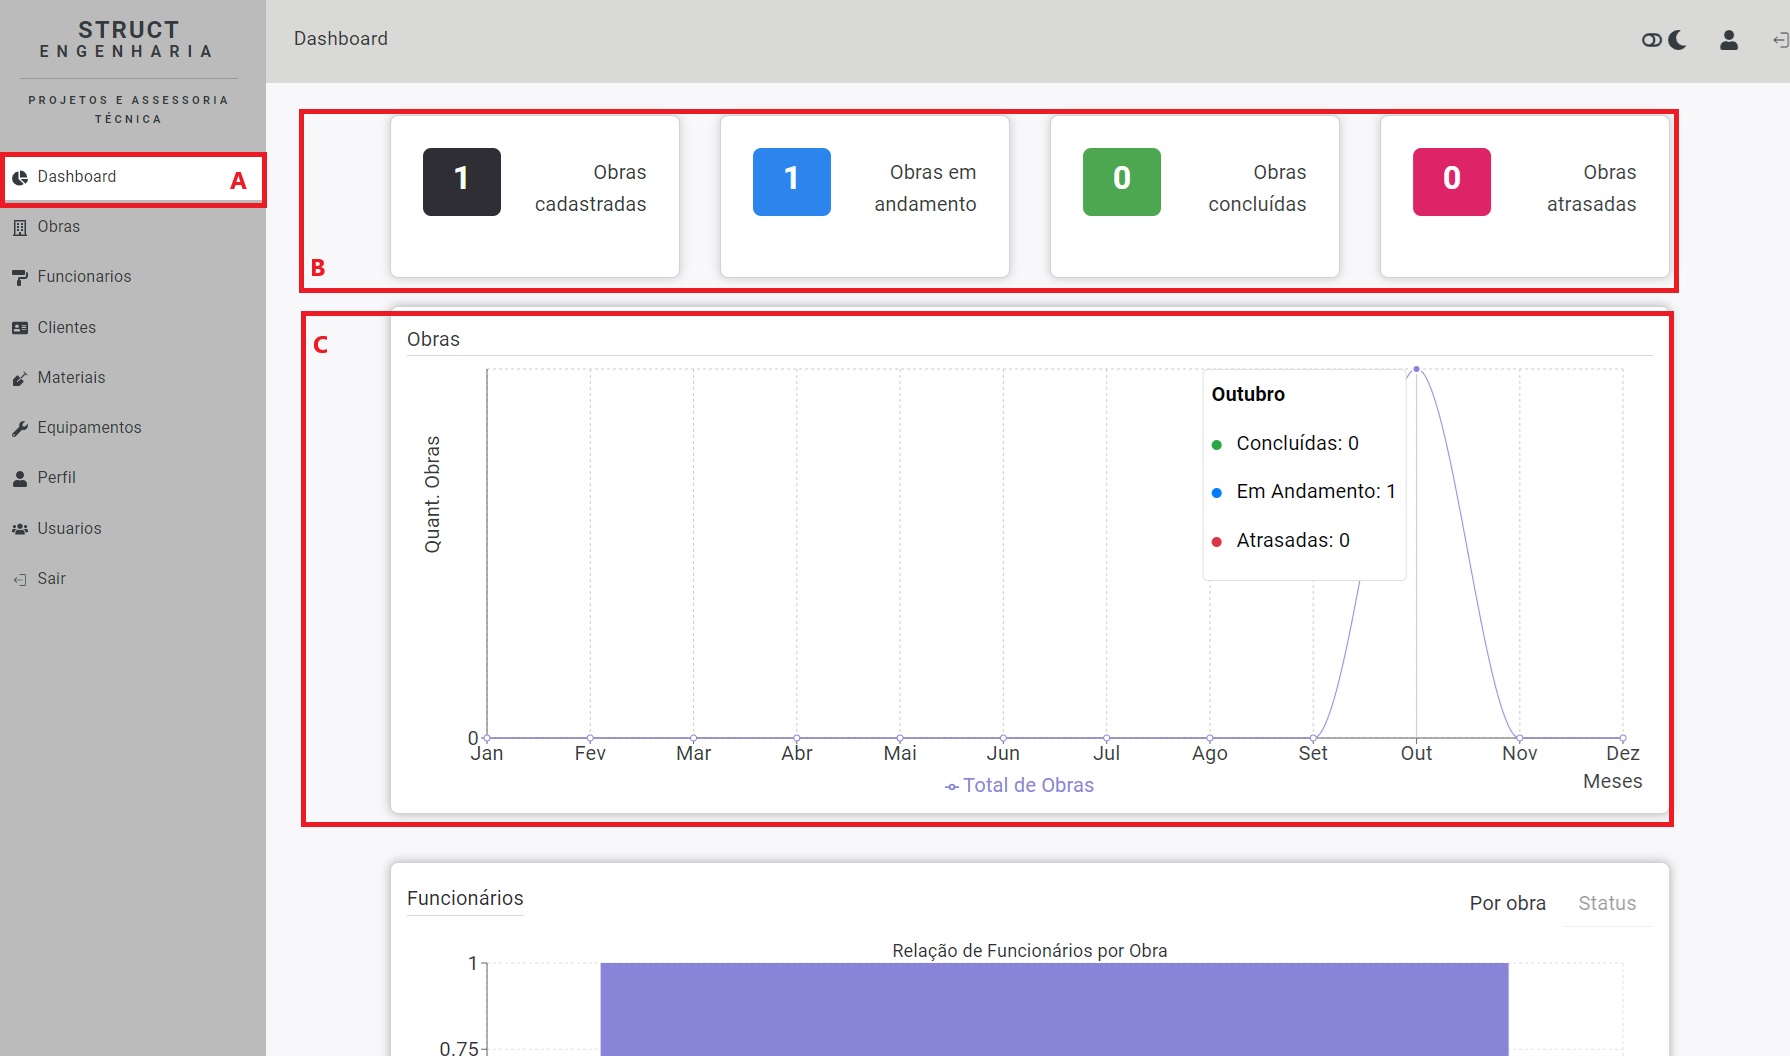 STRUCT
ENGENHARIA
PROJETOS E ASSESSORIA
TÉCNICA
Dashboard
A
Obras
Funcionarios
Clientes
Materiais
Equipamentos
Perfil
Usuarios
Sair
Dashboard
B
1
Obras
cadastradas
1
Obras em
andamento
0
Obras
concluídas
0
Obras
atrasadas
C
Obras
Quant. Obras
Outubro
Concluídas: 0
Em Andamento: 1
Atrasadas: 0
0
Jan Fev Mar Abr Mai Jun Jul Ago Set Out Nov Dez
Total de Obras
Meses
Funcionários
Por obra Status
Relação de Funcionários por Obra
1
0.75